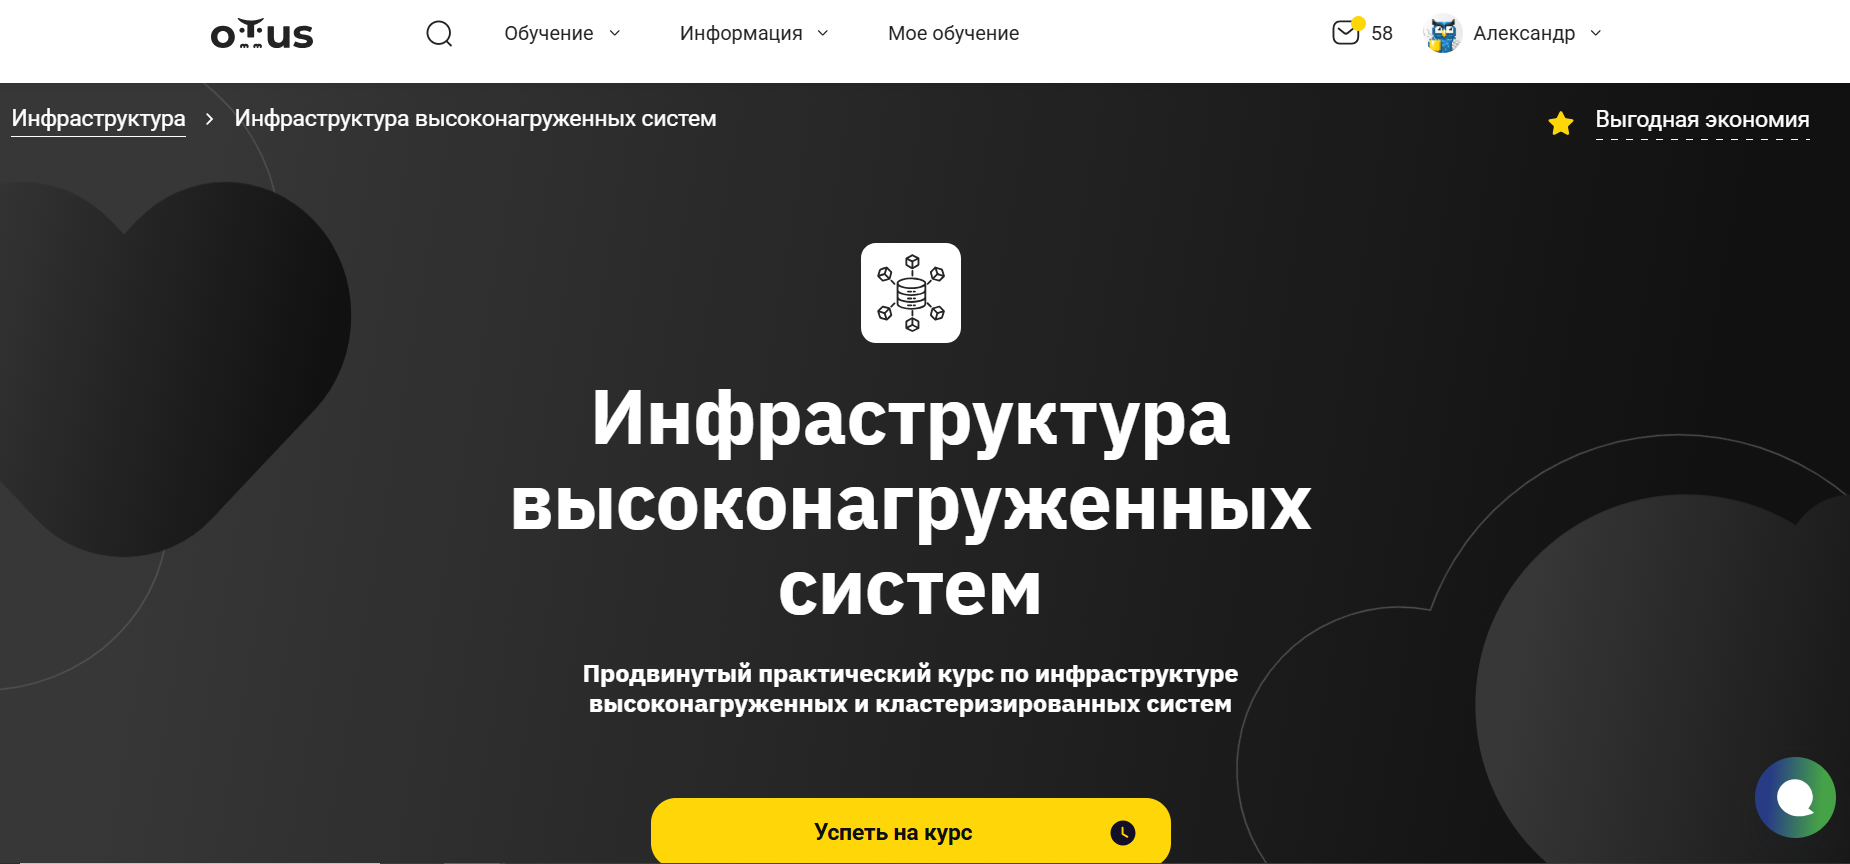 отus
Обучение
Информация
Мое обучение
58
Александр
Инфраструктура > Инфраструктура высоконагруженных систем
Выгодная экономия
Инфраструктура
высоконагруженных
систем
Продвинутый практический курс по инфраструктуре
высоконагруженных и кластеризированных систем
Успеть на курс